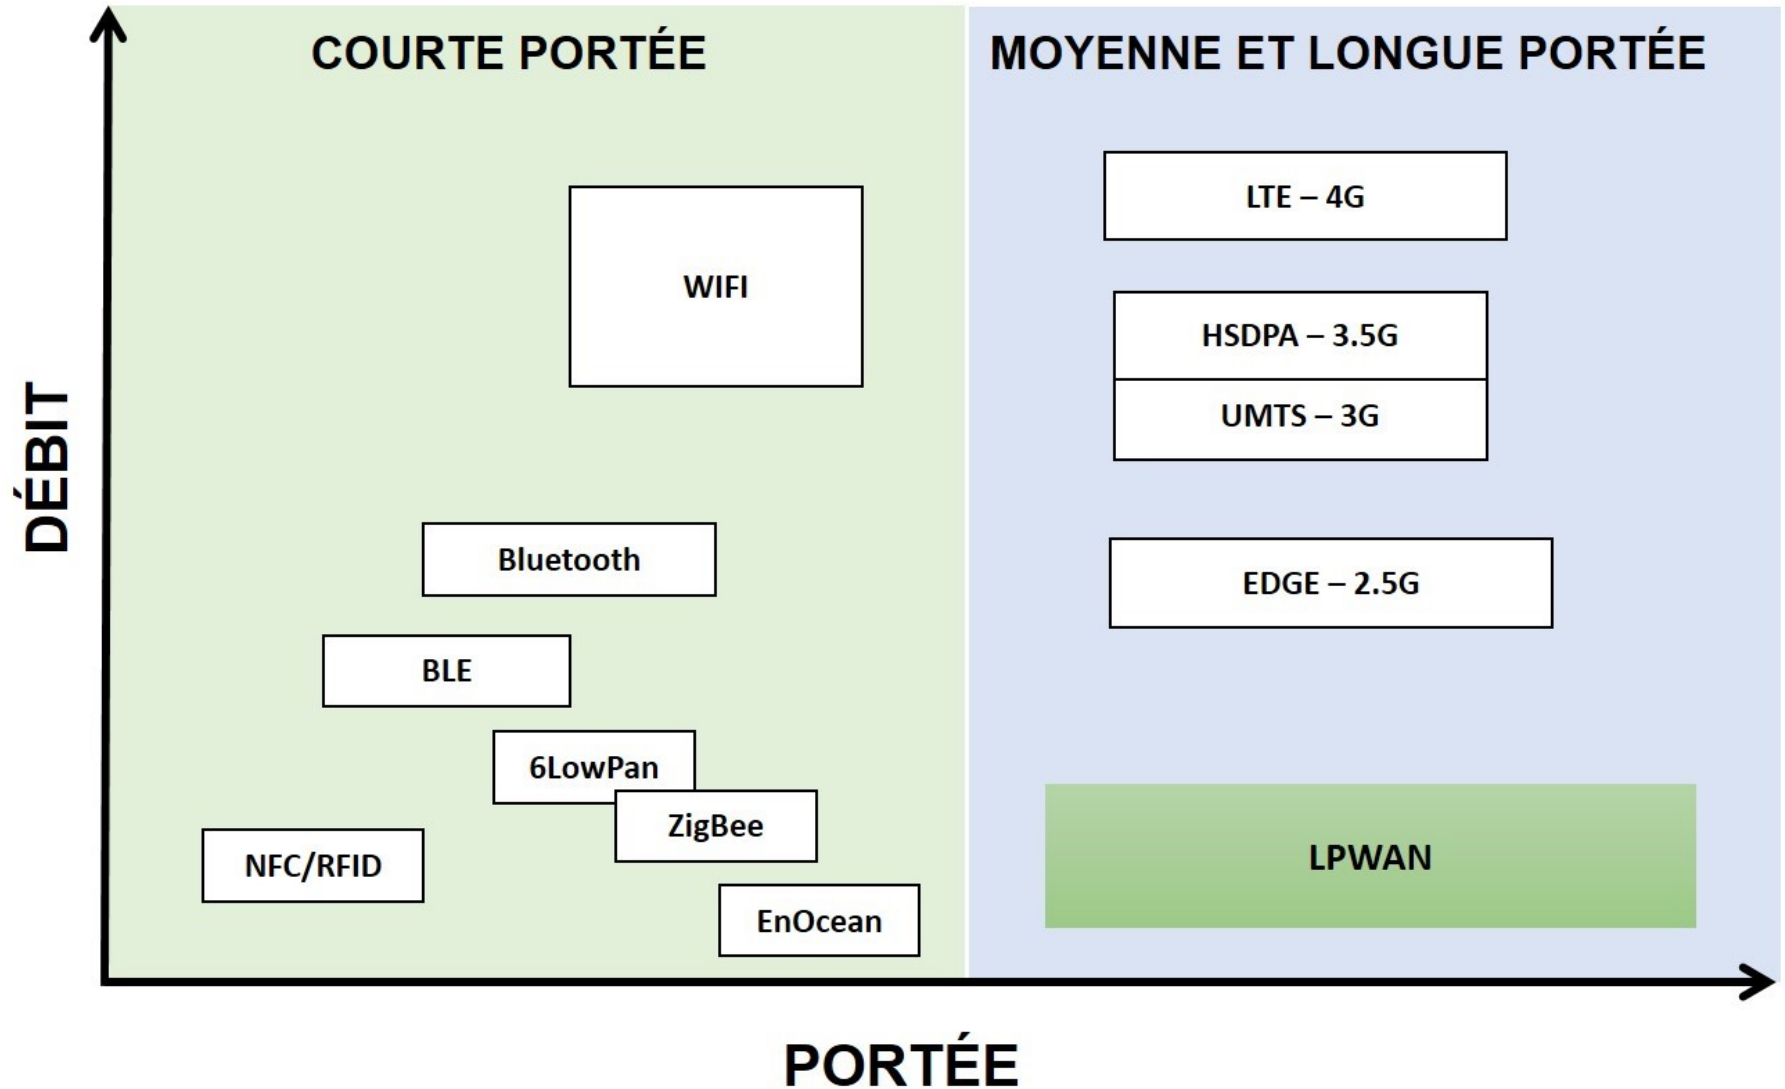 COURTE PORTÉE
MOYENNE ET LONGUE PORTÉE
LTE – 4G
WIFI
HSDPA – 3.5G
UMTS – 3G
DÉBIT
Bluetooth
EDGE – 2.5G
BLE
6LowPan
ZigBee
NFC/RFID
LPWAN
EnOcean
PORTÉE